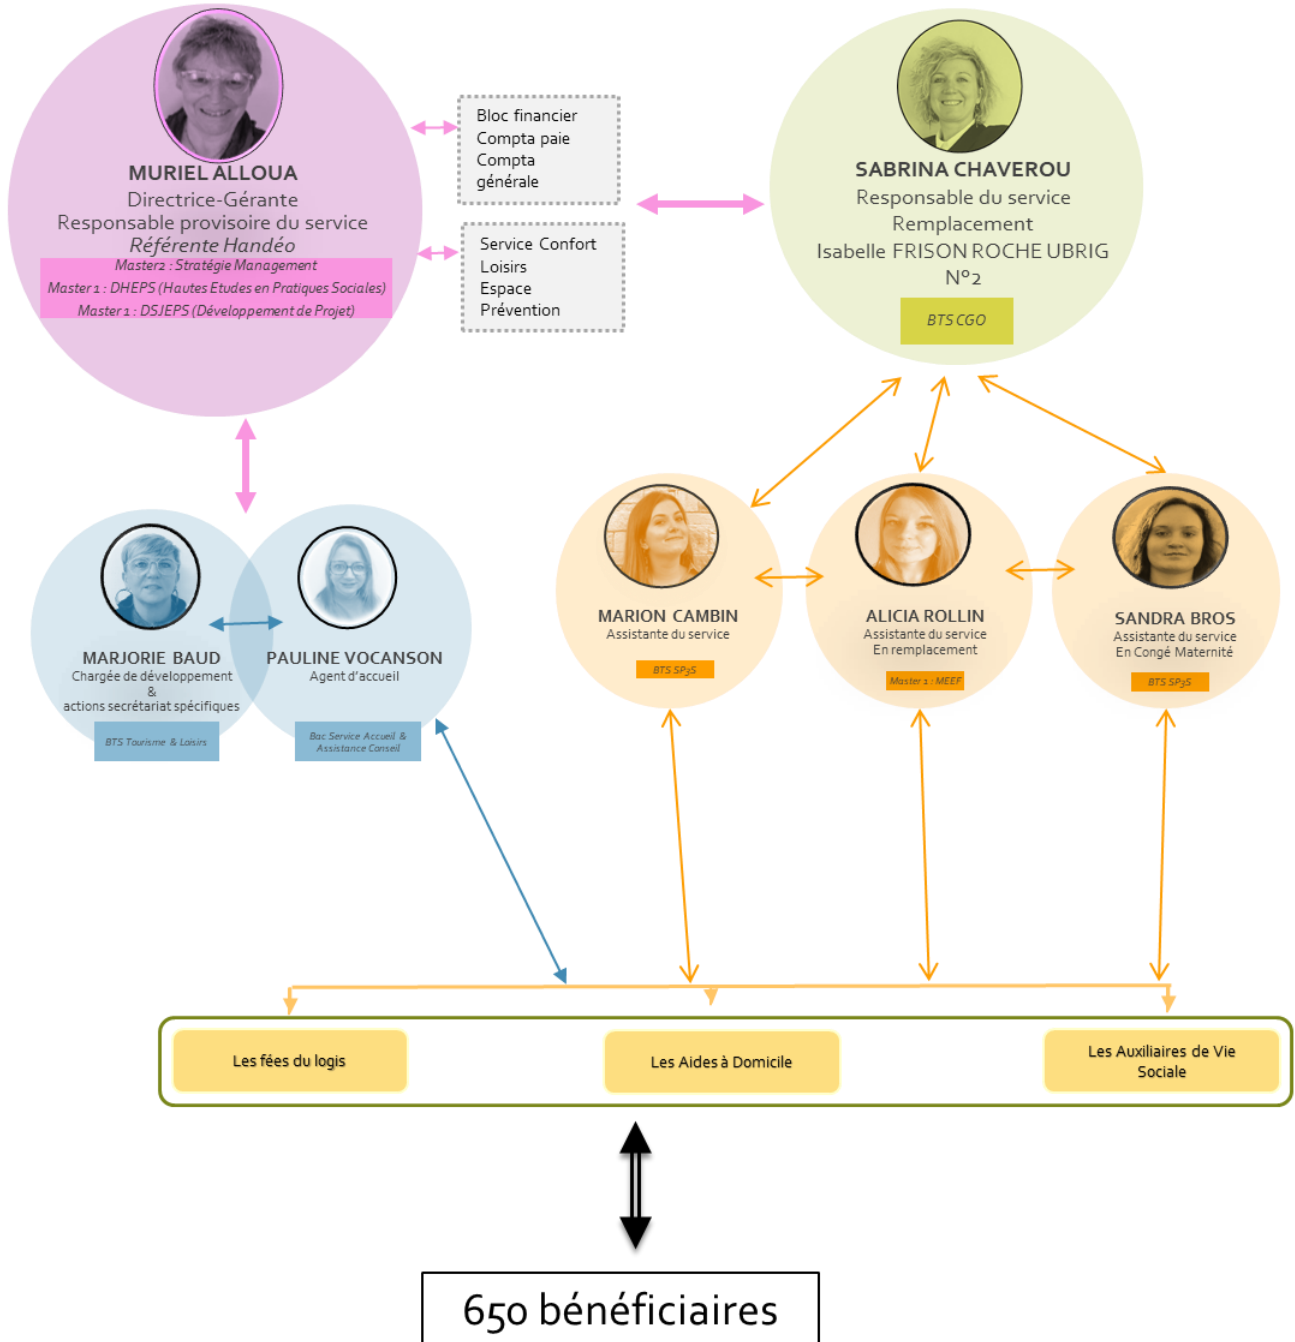 MURIEL ALLOUA
Directrice-Gérante
Responsable provisoire du service
Référente Handéo
Master2 : Stratégie Management
Master 1 : DHEPS (Hautes Etudes en Pratiques Sociales)
Master 1 : DSJEPS (Développement de Projet)
Bloc financier
Compta paie
Compta
générale
Service Confort
Loisirs
Espace
Prévention
SABRINA CHAVEROU
Responsable du service
Remplacement
Isabelle FRISON ROCHE UBRIG
N°2
BTS CGO
MARJORIE BAUD
Chargée de développement
&
actions secrétariat spécifiques
BTS Tourisme & Loisirs
PAULINE VOCANSON
Agent d'accueil
Bac Service Accueil &
Assistance Conseil
MARION CAMBIN
Assistante du service
BTS SP3S
ALICIA ROLLIN
Assistante du service
En remplacement
Master 1 : MEEF
SANDRA BROS
Assistante du service
En Congé Maternité
BTS SP3S
Les fées du logis
Les Aides à Domicile
Les Auxiliaires de Vie
Sociale
650 bénéficiaires